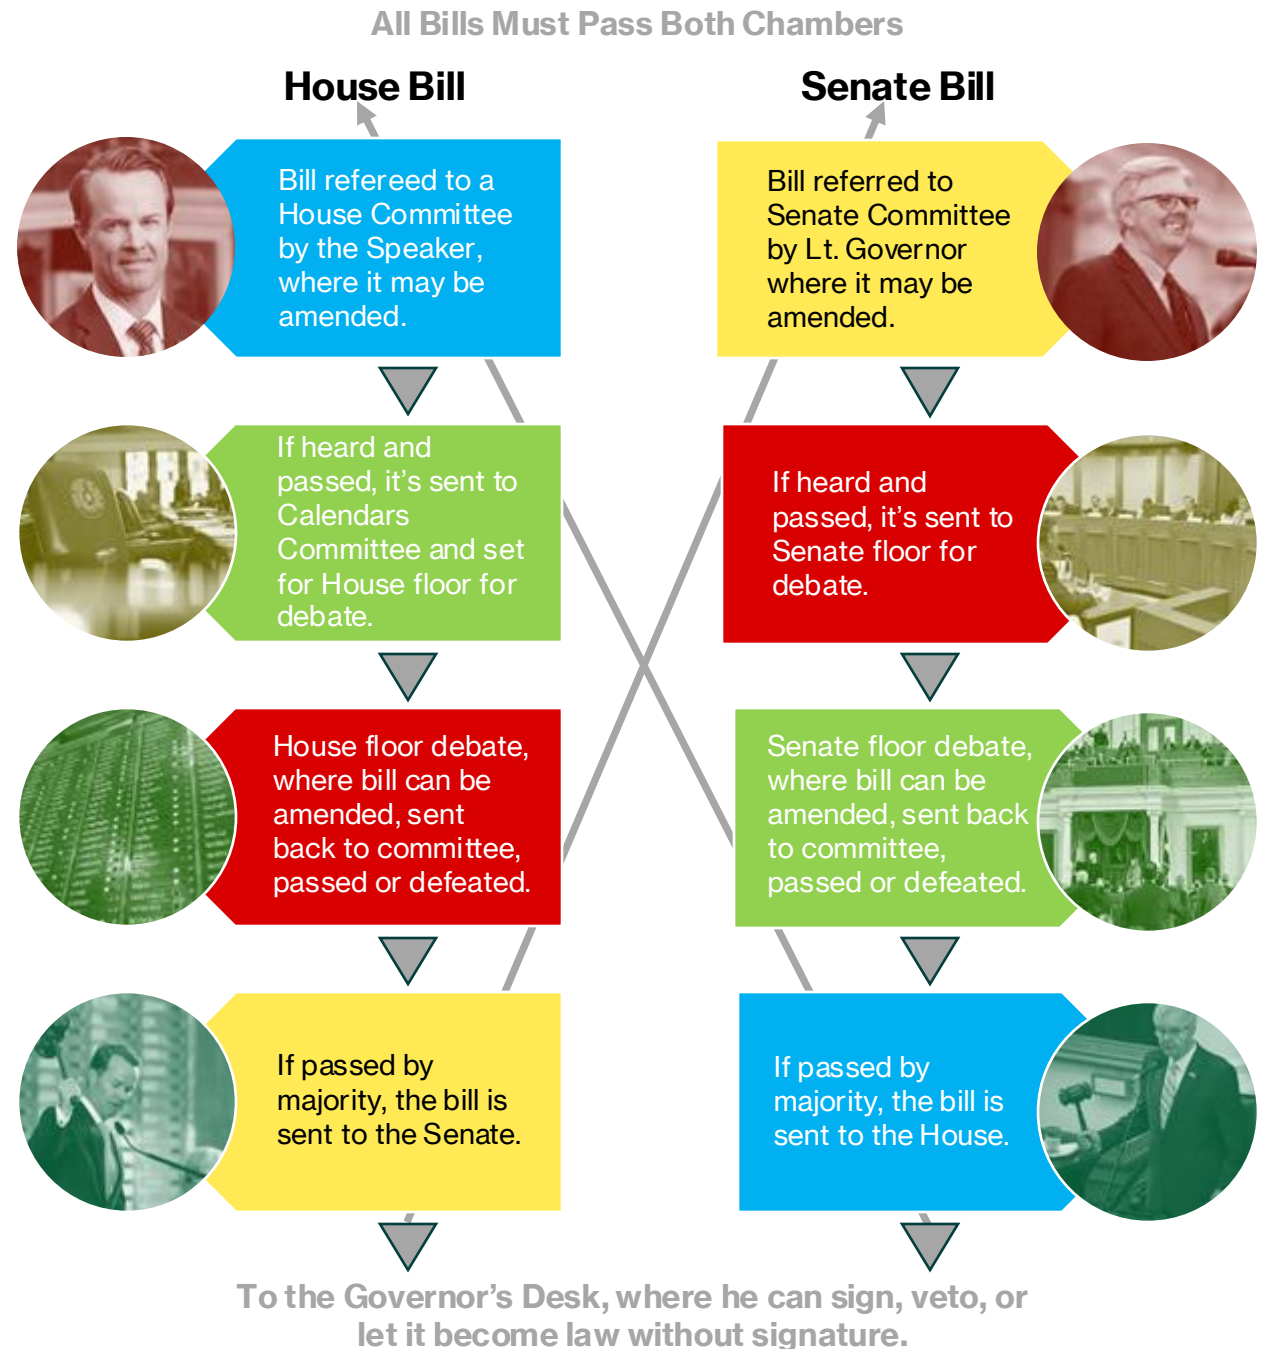 All Bills Must Pass Both Chambers
House Bill
Bill refereed to a
House Committee
by the Speaker,
where it may be
amended.
If heard and
passed, it's sent to
Calendars
Committee and set
for House floor for
debate.
House floor debate,
where bill can be
amended, sent
back to committee,
passed or defeated.
If passed by
majority, the bill is
sent to the Senate.
Senate Bill
Bill referred to
Senate Committee
by Lt. Governor
where it may be
amended.
If heard and
passed, it's sent to
Senate floor for
debate.
Senate floor debate,
where bill can be
amended, sent back
to committee,
passed or defeated.
If passed by
majority, the bill is
sent to the House.
To the Governor's Desk, where he can sign, veto, or
let it become law without signature.